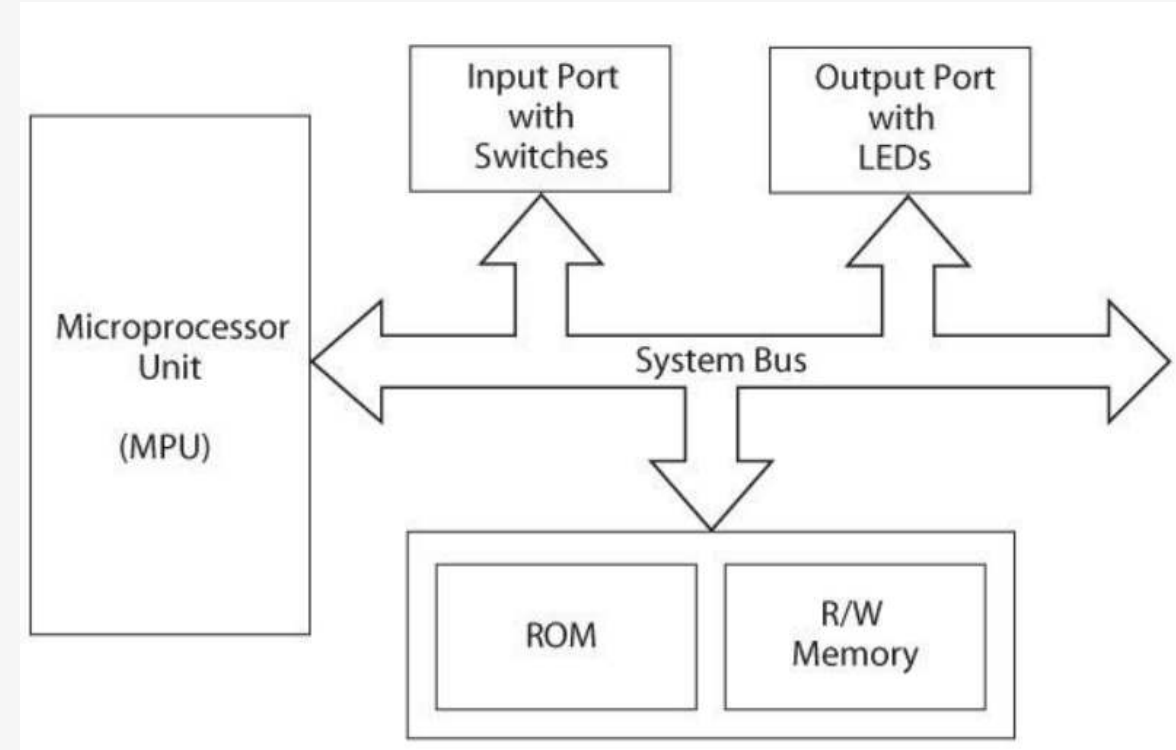 Input Port
with
Switches
Output Port
with
LEDs
Microprocessor
Unit
(MPU)
System Bus
ROM
R/W
Memory